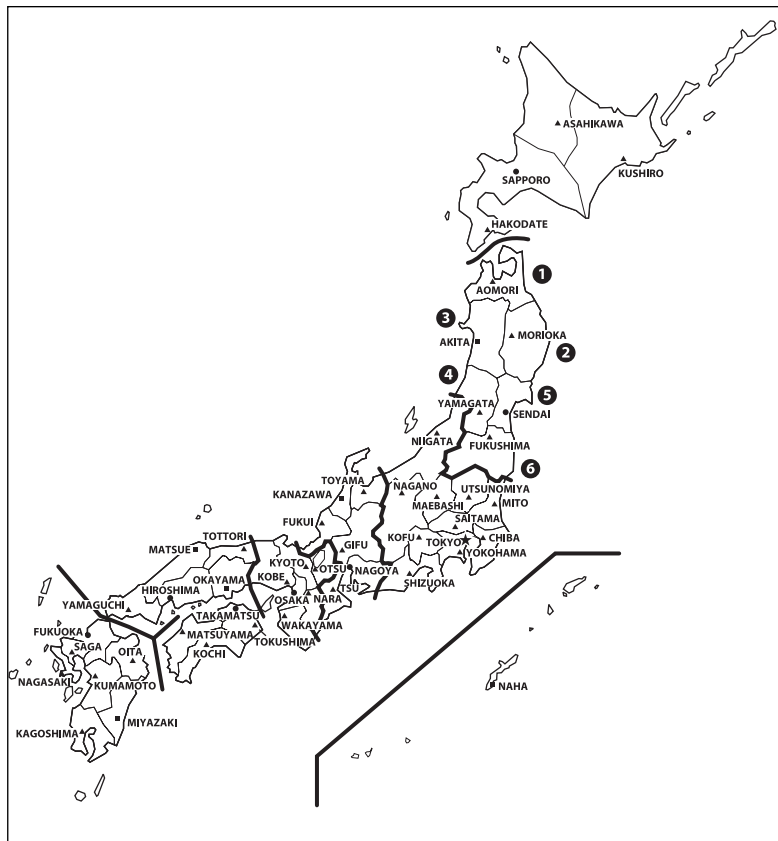 ASAHIKAWA
KUSHIRO
SAPPORO
HAKODATE
1
AOMORI
3
MORIOKA
AKITA
2
4
5
YAMAGATA
SENDAI
NIIGATA
FUKUSHIMA
6
TOYAMA
UTSUNOMIYA
NAGANO
KANAZAWA
MAEBASHI
MITO
SAITAMA
FUKUI
TOTTORI
KOFU
CHIBA
TOKYO
GIFU
MATSUE
YOKOHAMA
KYOTO
OTSU
NAGOYA
KOBE
OKAYAMA
SHIZUOKA
TSU
HIROSHIMA
OSAKA
NARA
YAMAGUCHI
TAKAMATSU
WAKAYAMA
FUKUOKA
MATSUYAMA
TOKUSHIMA
SAGA
OITA
KOCHI
NAGASAKI
KUMAMOTO
NAHA
MIYAZAKI
KAGOSHIMA